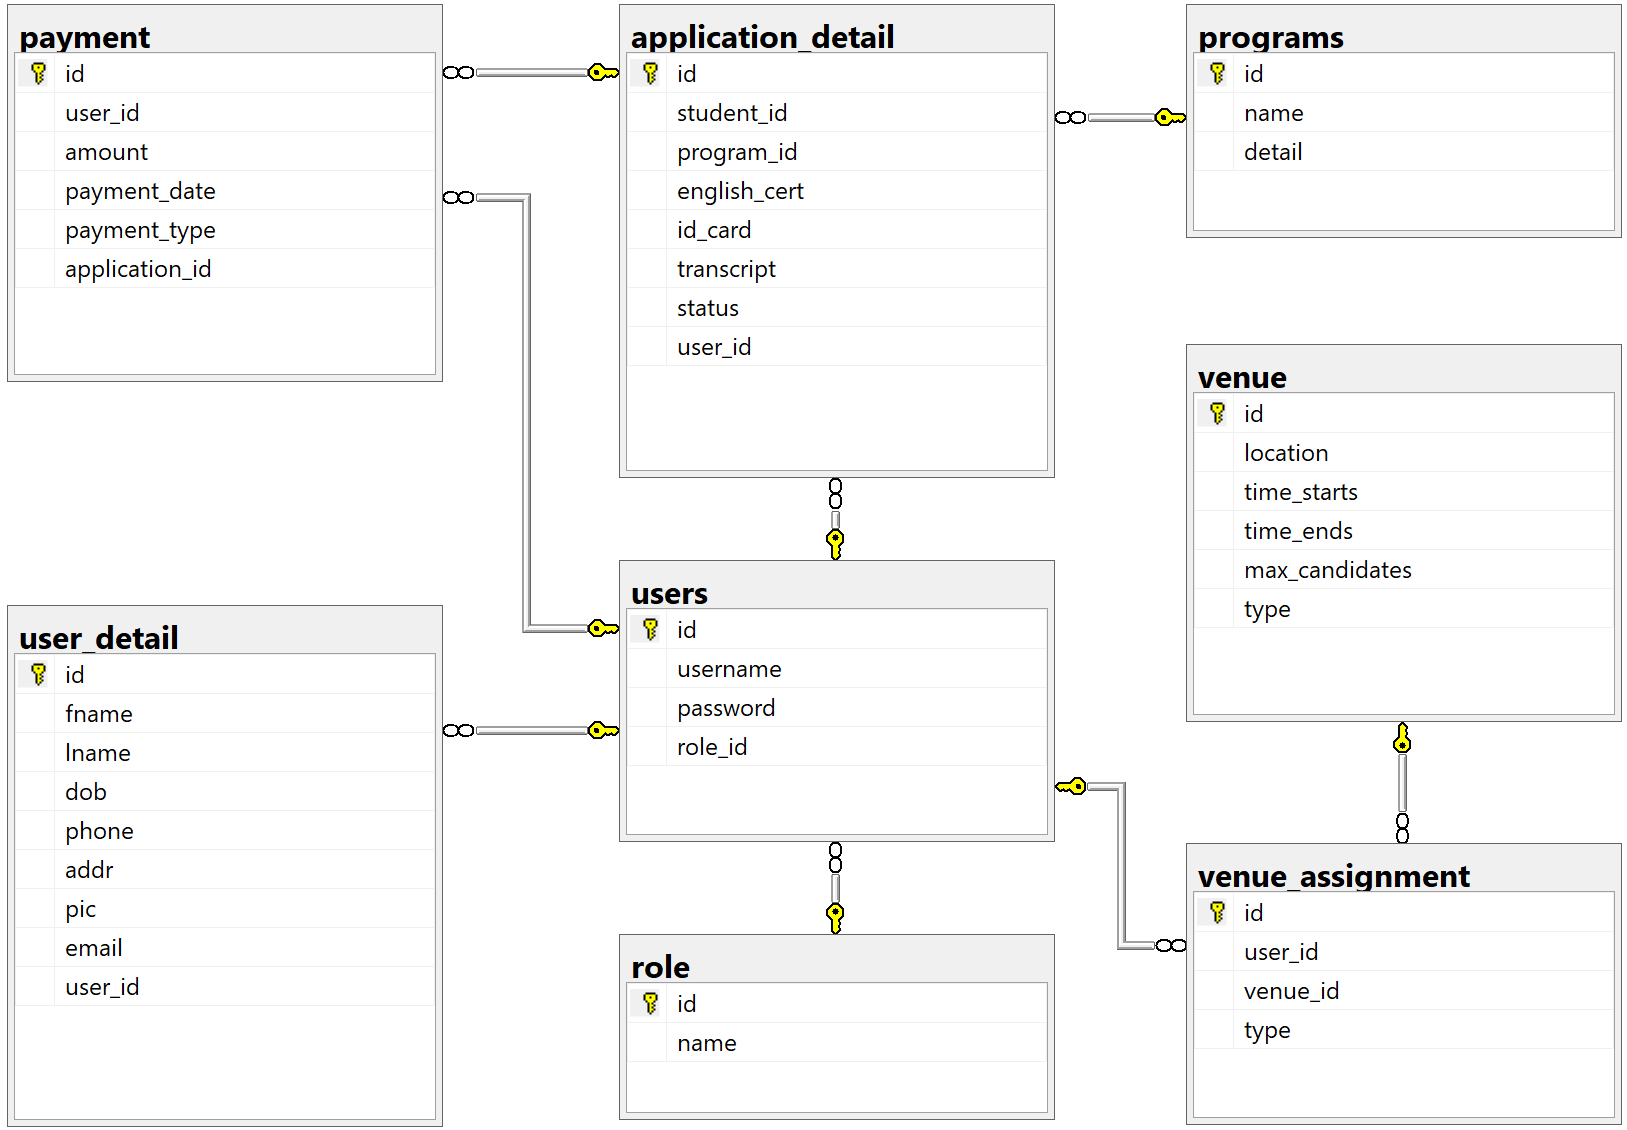 payment
id
user_id
amount
payment_date
payment_type
application_id
application_detail
id
student_id
program_id
english_cert
id_card
transcript
status
user_id
programs
id
name
detail
venue
id
location
time_starts
time_ends
max_candidates
type
users
id
username
password
role_id
user_detail
id
fname
lname
dob
phone
addr
pic
email
user_id
role
id
name
venue_assignment
id
user_id
venue_id
type